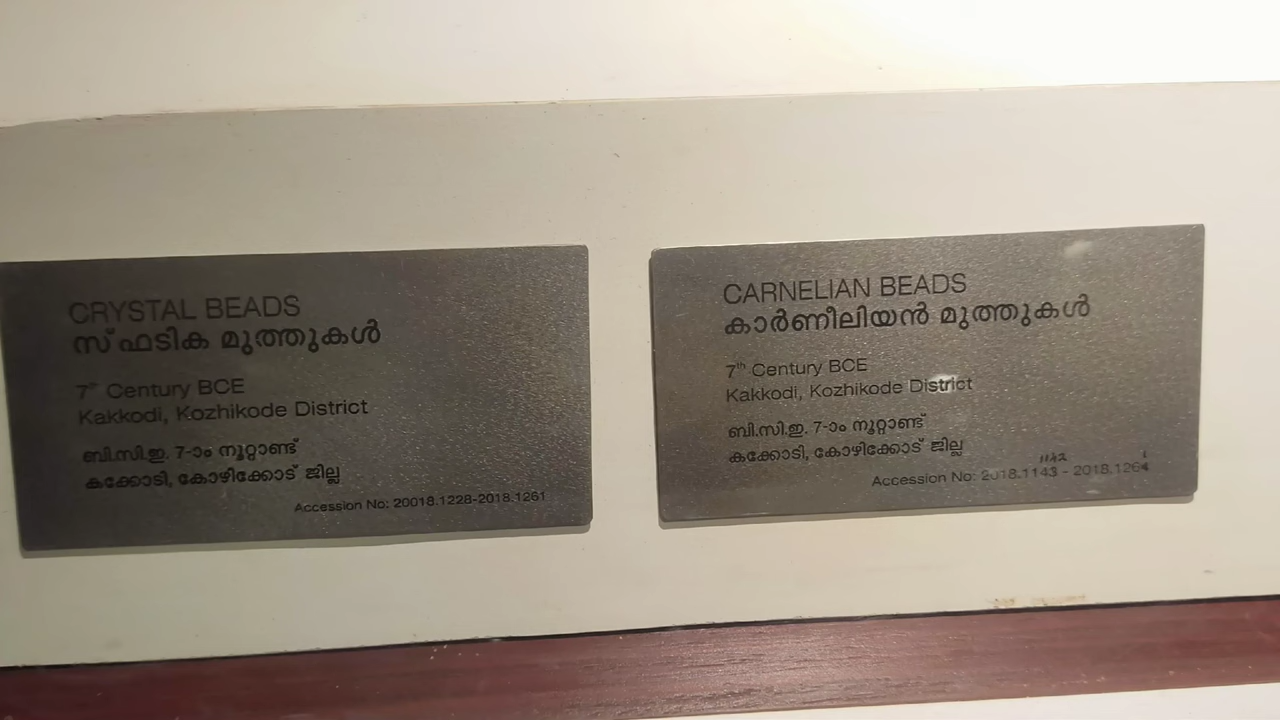 CRYSTAL BEADS
സ്ഫടിക മുത്തുകൾ
7th Century BCE
Kakkodi, Kozhikode District
ബി.സി.ഇ. 7-ാം നൂറ്റാണ്ട്
കക്കോടി, കോഴിക്കോട് ജില്ല
Accession No: 20018.1228-2018.1261
CARNELIAN BEADS
കാർണീലിയൻ മുത്തുകൾ
7th Century BCE
Kakkodi, Kozhikode District
ബി.സി.ഇ. 7-ാം നൂറ്റാണ്ട്
കക്കോടി, കോഴിക്കോട് ജില്ല
1142
Accession No: 2018.1143 - 2018.1264